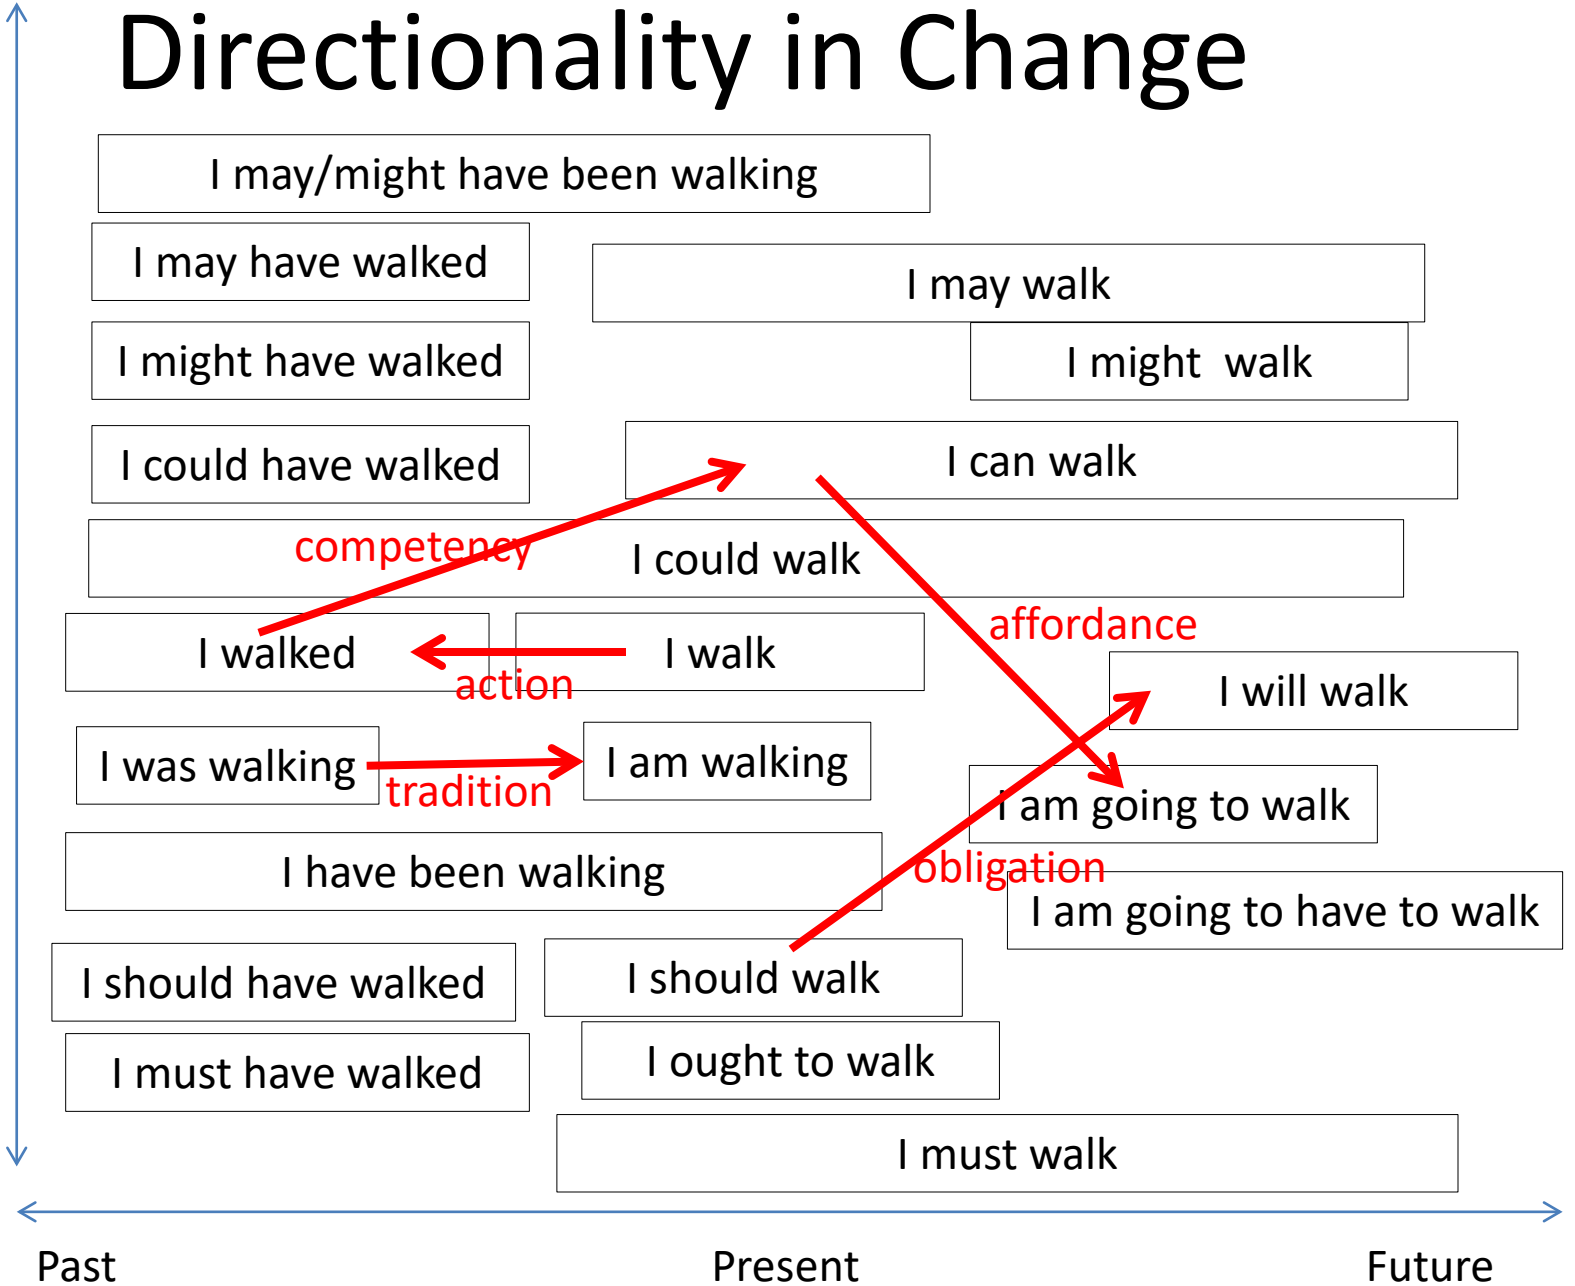 Directionality in Change
I may/might have been walking
I may have walked
I may walk
I might have walked
I might  walk
I could have walked
I can walk
competency
I could walk
affordance
I walked
I walk
action
I will walk
I was walking
I am walking
tradition
I am going to walk
I have been walking
obligation
I am going to have to walk
I should have walked
I should walk
I must have walked
I ought to walk
I must walk
Past
Present
Future